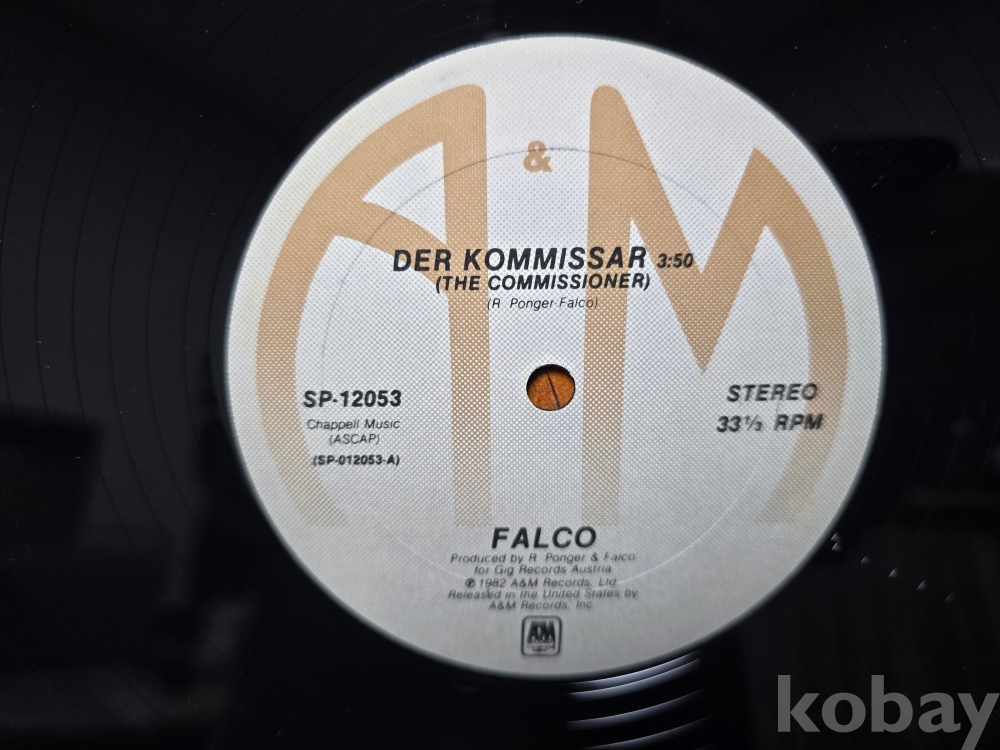 A & M
DER KOMMISSAR 3:50
(THE COMMISSIONER)
(R. Ponger-Falco)
SP-12053
Chappell Music
(ASCAP)
(SP-012053-A)
STEREO
33⅓ RPM
FALCO
Produced by R. Ponger & Falco
for Gig Records Austria
℗ 1982 A&M Records, Ltd.
Released in the United States by
A&M Records, Inc.
A&M
kobay